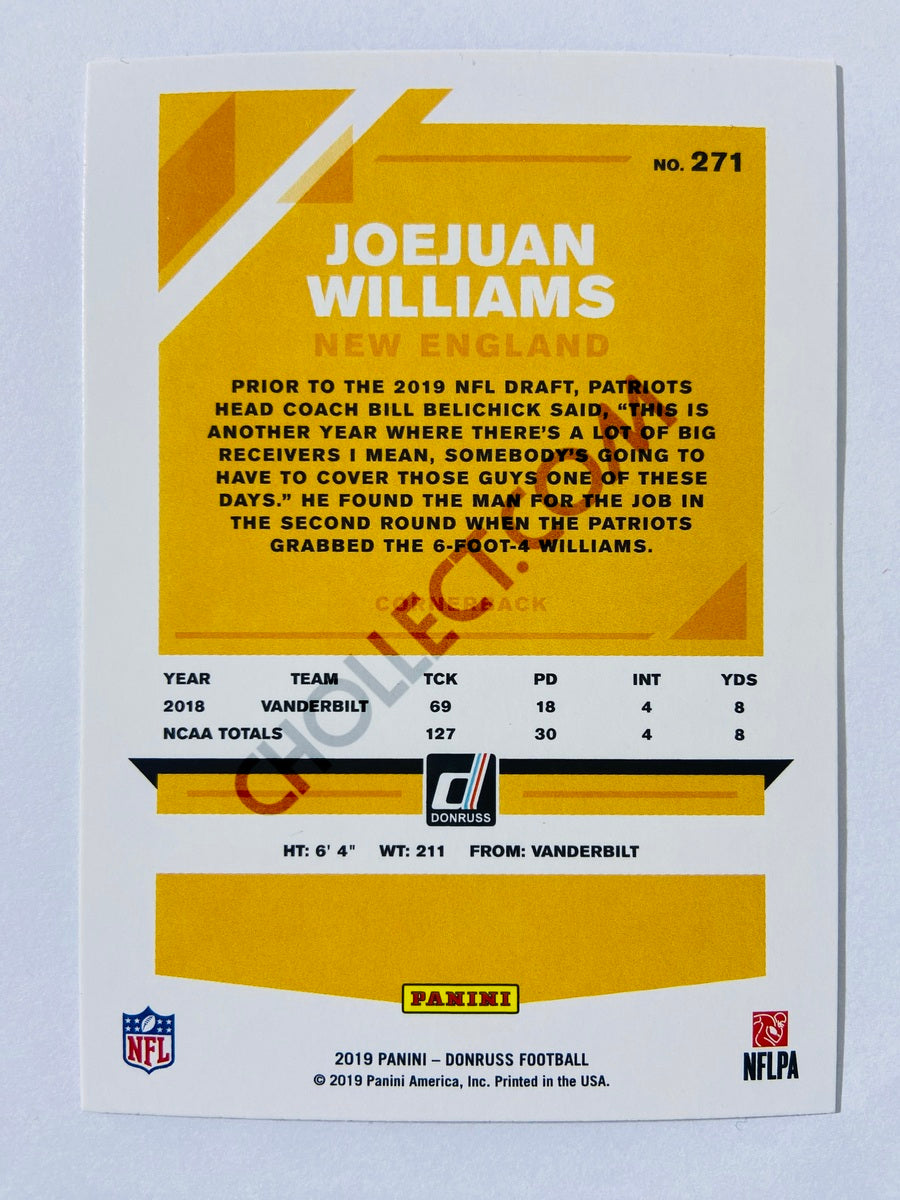 NO. 271
JOEJUAN
WILLIAMS
NEW ENGLAND
PRIOR TO THE 2019 NFL DRAFT, PATRIOTS
HEAD COACH BILL BELICHICK SAID, “THIS IS
ANOTHER YEAR WHERE THERE’S A LOT OF BIG
RECEIVERS I MEAN, SOMEBODY’S GOING TO
HAVE TO COVER THOSE GUYS ONE OF THESE
DAYS.” HE FOUND THE MAN FOR THE JOB IN
THE SECOND ROUND WHEN THE PATRIOTS
GRABBED THE 6-FOOT-4 WILLIAMS.
CORNERBACK
CHOLLECT.COM
YEAR TEAM TCK PD INT YDS
2018 VANDERBILT 69 18 4 8
NCAA TOTALS 127 30 4 8
d
DONRUSS
HT: 6' 4" WT: 211 FROM: VANDERBILT
PANINI
NFL
NFLPA
2019 PANINI – DONRUSS FOOTBALL
© 2019 Panini America, Inc. Printed in the USA.